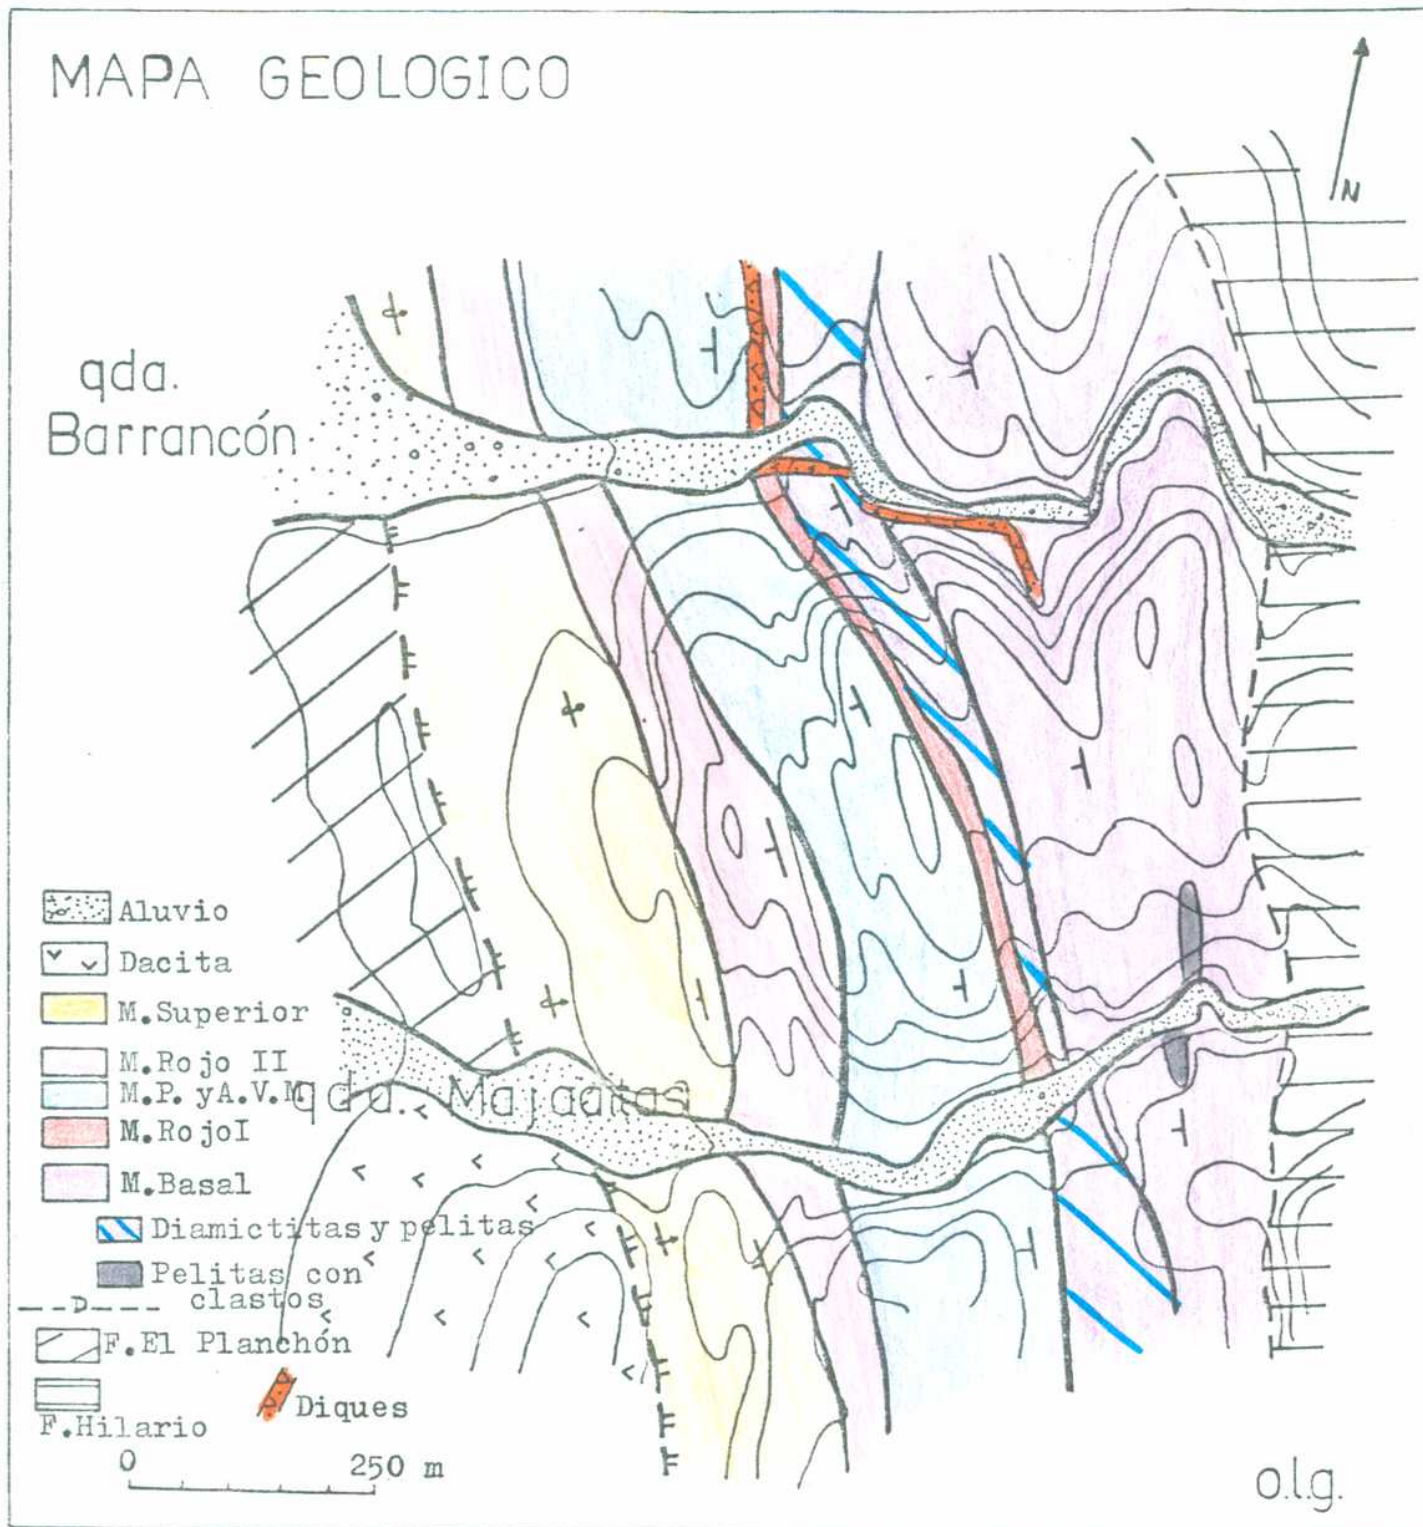 MAPA GEOLOGICO
N
qda.
Barrancón
Aluvio
Dacita
M.Superior
M.Rojo II
M.P. yA.V.M
qda. Majaditas
M.RojoI
M.Basal
Diamictitas y pelitas
Pelitas con
clastos
D
F.El Planchón
F.Hilario
Diques
0 250 m
o.l.g.